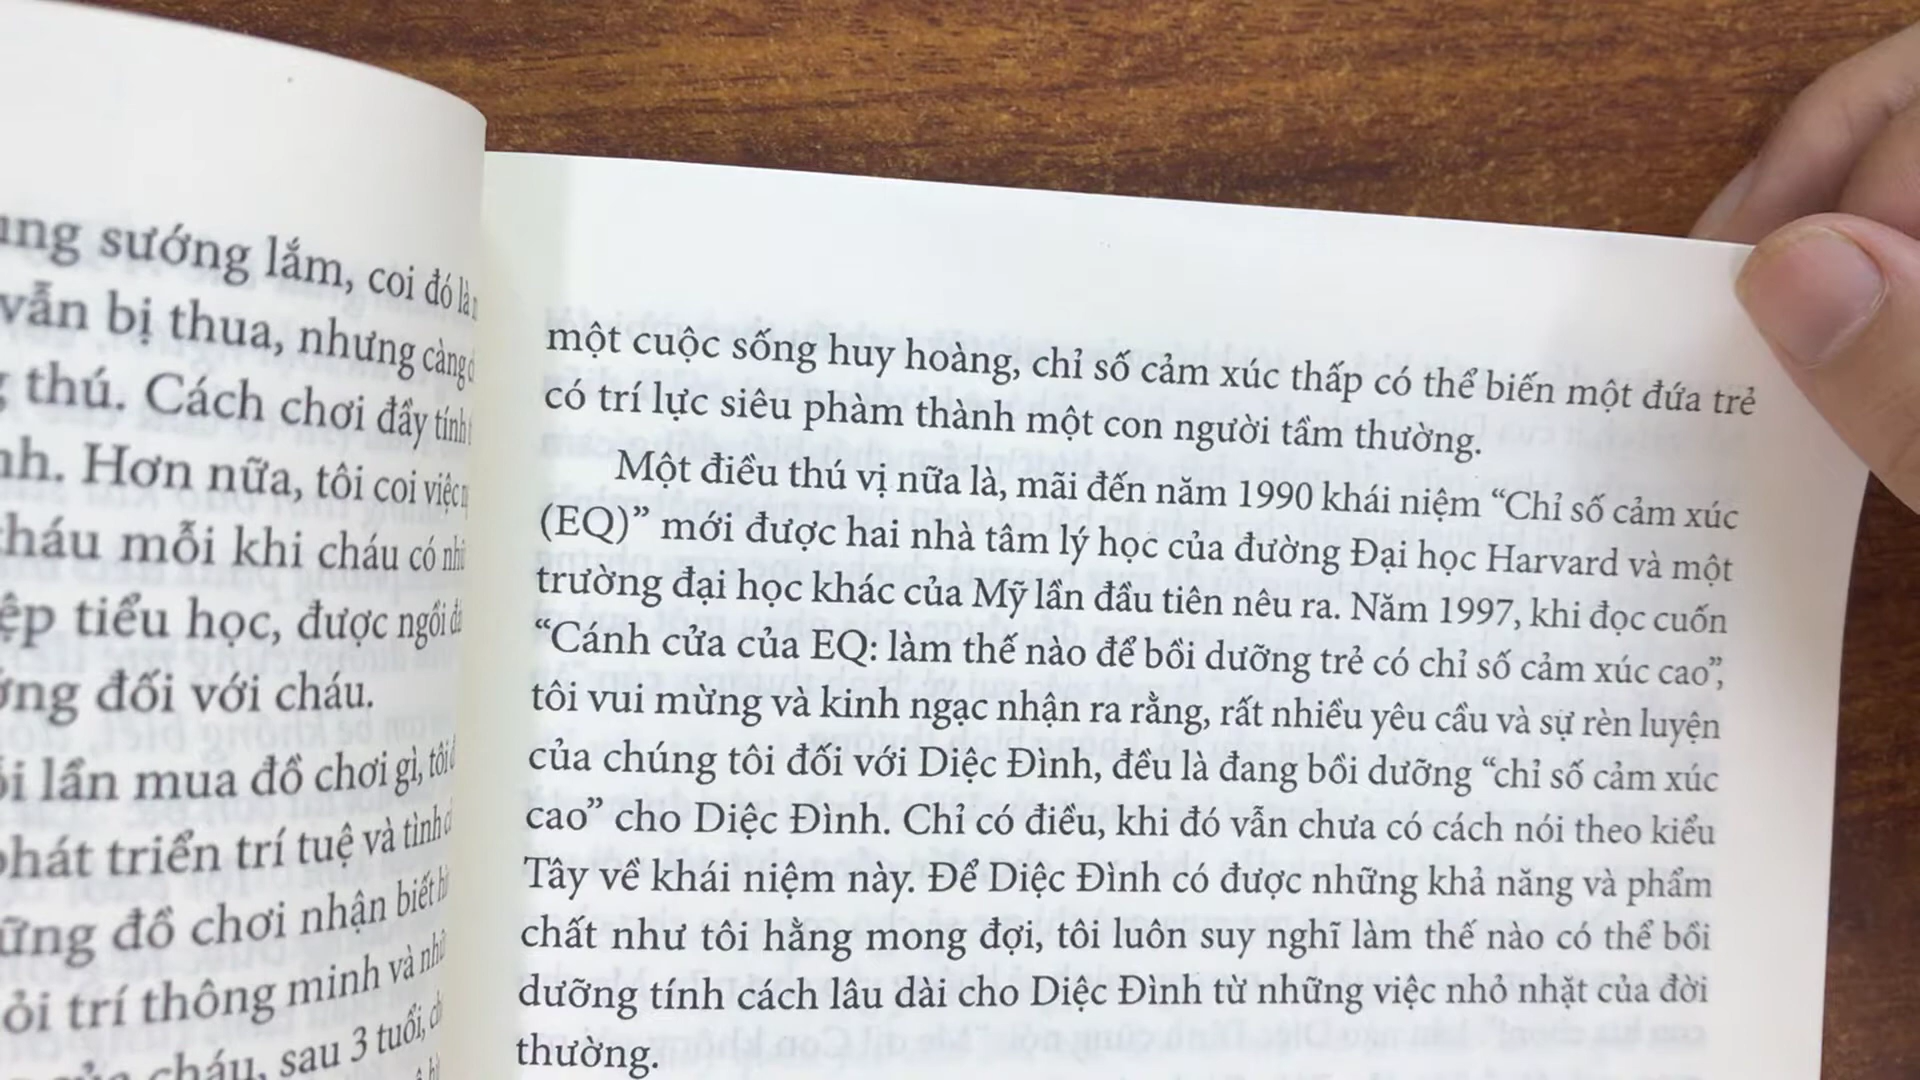 sướng lắm, coi đó
vẫn bị thua, nhưng càng
thú. Cách chơi đầy tính
Hơn nữa, tôi coi việc
cháu mỗi khi cháu có
tiểu học, được ngồi
đối với cháu.
lần mua đồ chơi gì, tôi
phát triển trí tuệ và tình
đồ chơi nhận biết
trí thông minh và
cháu, sau 3 tuổi,
một cuộc sống huy hoàng, chỉ số cảm xúc thấp có thể biến một đứa trẻ
có trí lực siêu phàm thành một con người tầm thường.
Một điều thú vị nữa là, mãi đến năm 1990 khái niệm “Chỉ số cảm xúc
(EQ)” mới được hai nhà tâm lý học của đường Đại học Harvard và một
trường đại học khác của Mỹ lần đầu tiên nêu ra. Năm 1997, khi đọc cuốn
“Cánh cửa của EQ: làm thế nào để bồi dưỡng trẻ có chỉ số cảm xúc cao”,
tôi vui mừng và kinh ngạc nhận ra rằng, rất nhiều yêu cầu và sự rèn luyện
của chúng tôi đối với Diệc Đình, đều là đang bồi dưỡng “chỉ số cảm xúc
cao” cho Diệc Đình. Chỉ có điều, khi đó vẫn chưa có cách nói theo kiểu
Tây về khái niệm này. Để Diệc Đình có được những khả năng và phẩm
chất như tôi hằng mong đợi, tôi luôn suy nghĩ làm thế nào có thể bồi
dưỡng tính cách lâu dài cho Diệc Đình từ những việc nhỏ nhặt của đời
thường.